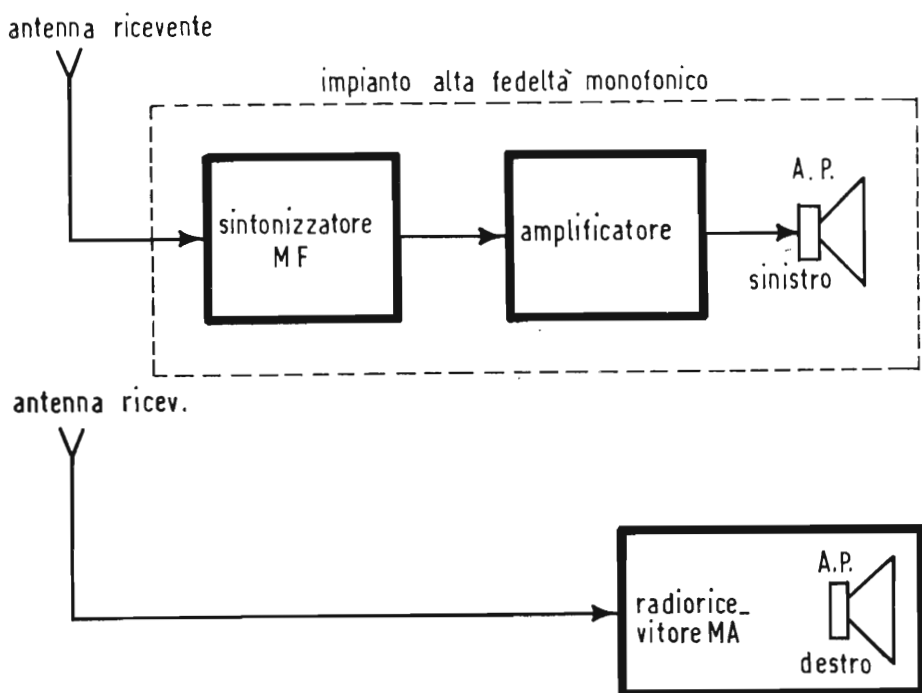 antenna ricevente
impianto alta fedeltà monofonico
sintonizzatore
MF
amplificatore
A.P.
sinistro
antenna ricev.
radiorice_
vitore MA
A.P.
destro